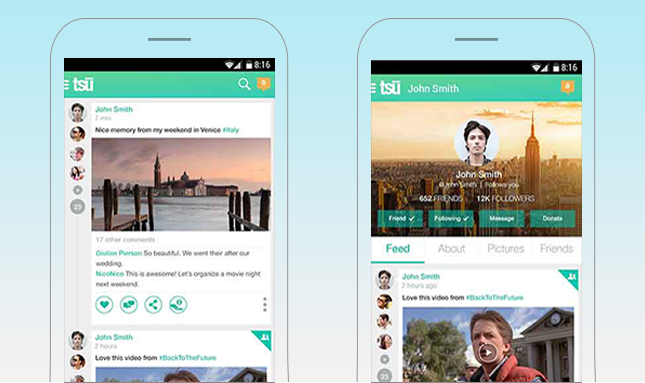 8:16
tsū
8
John Smith
2 min
Nice memory from my weekend in Venice #Italy
23
17 other comments
Giulian Pierson So beautiful. We went their after our
wedding.
NicoNico This is awesome! Let's organize a movie night
next weekend.
John Smith
2 hours
Love this video from #BackToTheFuture
8:16
tsū John Smith
8
John Smith
@John Smith | Follows you
652 FRIENDS 12K FOLLOWERS
Friend ✓ Following ✓ Message Donate
Feed About Pictures Friends
John Smith
2 hours ago
Love this video from #BackToTheFuture
23